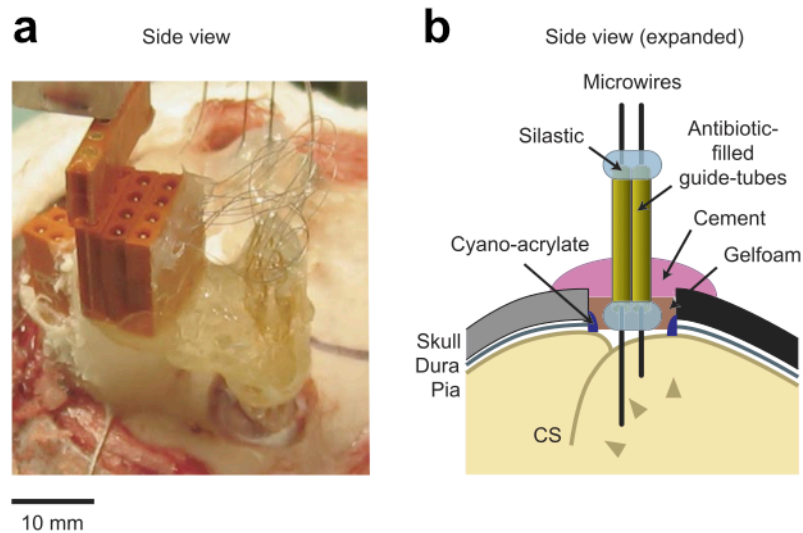 a
Side view
10 mm
b
Side view (expanded)
Microwires
Silastic
Antibiotic-
filled
guide-tubes
Cement
Cyano-acrylate
Gelfoam
Skull
Dura
Pia
CS